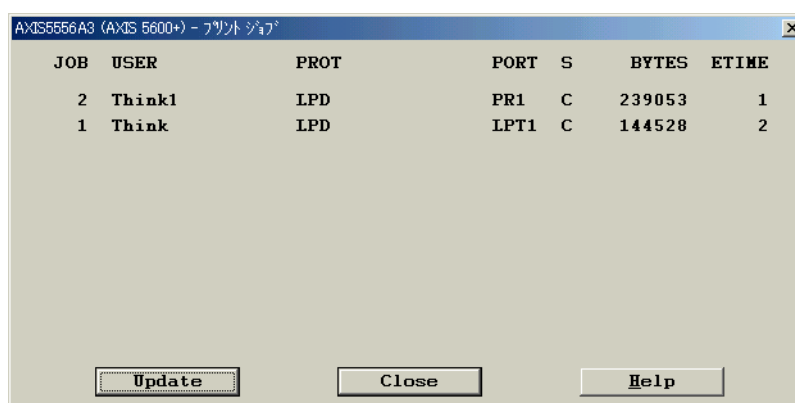 AXIS5556A3 (AXIS 5600+) - ﾌﾟﾘﾝﾄ ｼﾞｮﾌﾞ
JOB USER PROT PORT S BYTES ETIME
2 Think1 LPD PR1 C 239053 1
1 Think LPD LPT1 C 144528 2
Update Close Help